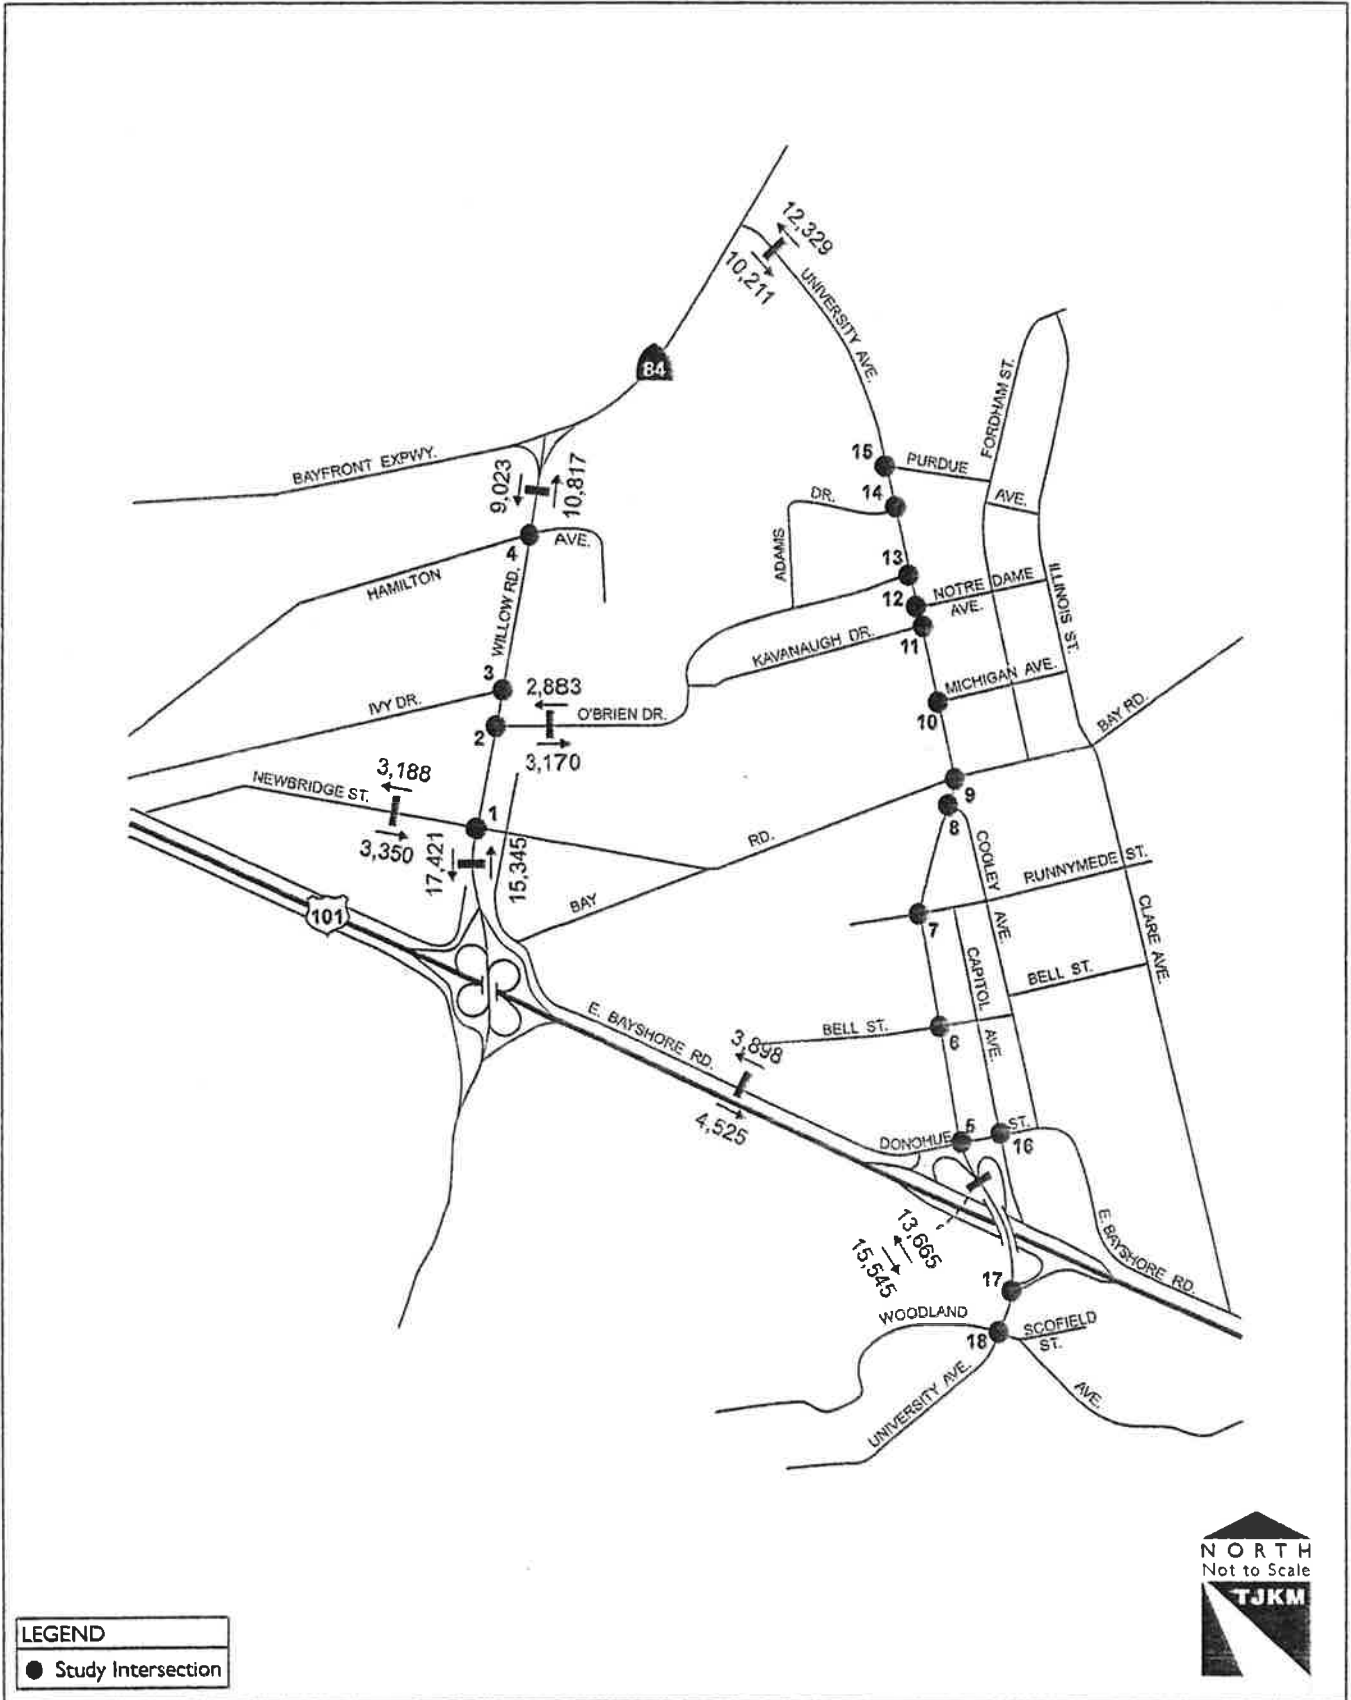 12,329
10,211
UNIVERSITY AVE.
84
FORDHAM ST.
BAYFRONT EXPWY.
9,023
10,817
15
PURDUE
AVE.
14
DR.
ADAMS
4
AVE.
HAMILTON
WILLOW RD.
13
12
NOTRE DAME
AVE.
ILLINOIS ST.
11
KAVANAUGH DR.
3
IVY DR.
2,883
O'BRIEN DR.
2
3,170
MICHIGAN AVE.
10
BAY RD.
3,188
NEWBRIDGE ST.
3,350
1
17,421
15,345
9
8
RD.
BAY
COOLEY
AVE.
RUNNYMEDE ST.
101
7
CAPITOL
AVE.
CLARE AVE.
BELL ST.
E. BAYSHORE RD.
BELL ST.
6
3,898
4,525
DONOHUE
5
ST.
16
13,665
15,545
E. BAYSHORE RD.
17
WOODLAND
18
SCOFIELD
ST.
UNIVERSITY AVE.
AVE.
NORTH
Not to Scale
TJKM
LEGEND
Study Intersection